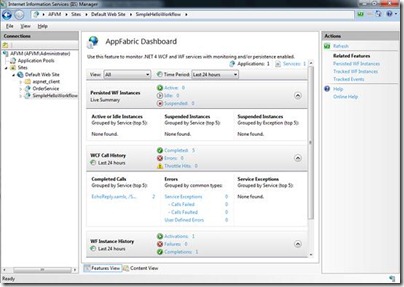 Internet Information Services (IIS) Manager
AFVM ▸ Sites ▸ Default Web Site ▸ SimpleHelloWorkflow ▸
File View Help
Connections
AFVM (AFVM\Administrator)
Application Pools
Sites
Default Web Site
aspnet_client
OrderService
SimpleHelloWorkflow
AppFabric Dashboard
Use this feature to monitor .NET 4 WCF and WF services with monitoring and/or persistence enabled.
Applications: 1 Services: 1
View: All Time Period: Last 24 hours
Persisted WF Instances
Live Summary
Active: 0
Idle: 0
Suspended: 0
Active or Idle Instances
Grouped by Service (top 5):
None found.
Suspended Instances
Grouped by Service (top 5):
None found.
Suspended Instances
Grouped by Exception (top 5):
None found.
WCF Call History
Last 24 hours
Completed: 5
Errors: 0
Throttle Hits: 0
Completed Calls
Grouped by Service (top 5):
EchoReply.xamlx, /S... 2
Errors
Grouped by common types:
Service Exceptions 0
- Calls Failed 0
- Calls Faulted 0
User Defined Errors 0
Service Exceptions
Grouped by Service (top 5):
None found.
WF Instance History
Last 24 hours
Activations: 1
Failures: 0
Completions: 1
Features View Content View
Actions
Refresh
Related Features
Persisted WF Instances
Tracked WF Instances
Tracked Events
Help
Online Help